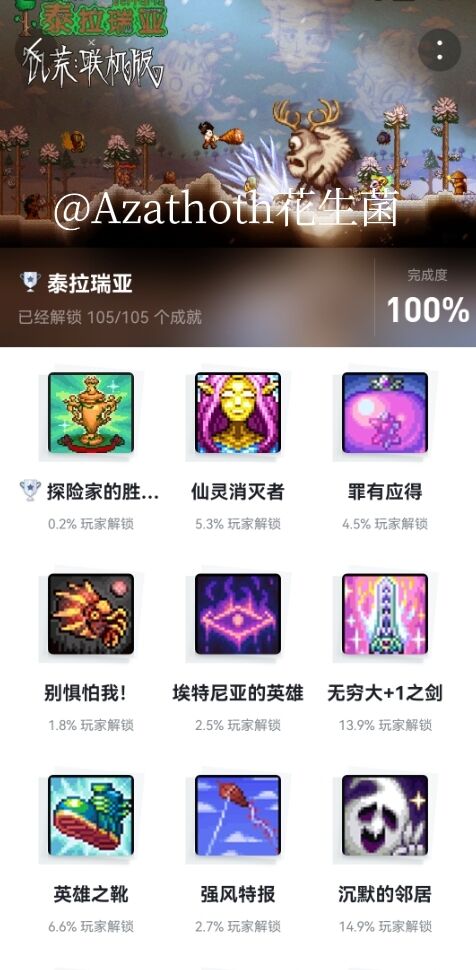 泰拉瑞亚
×
饥荒:联机版
@Azathoth花生菌
泰拉瑞亚
完成度
已经解锁 105/105 个成就
100%
探险家的胜...
仙灵消灭者
罪有应得
0.2% 玩家解锁
5.3% 玩家解锁
4.5% 玩家解锁
别惧怕我！
埃特尼亚的英雄
无穷大+1之剑
1.8% 玩家解锁
2.5% 玩家解锁
13.9% 玩家解锁
英雄之靴
强风特报
沉默的邻居
6.6% 玩家解锁
2.7% 玩家解锁
14.9% 玩家解锁